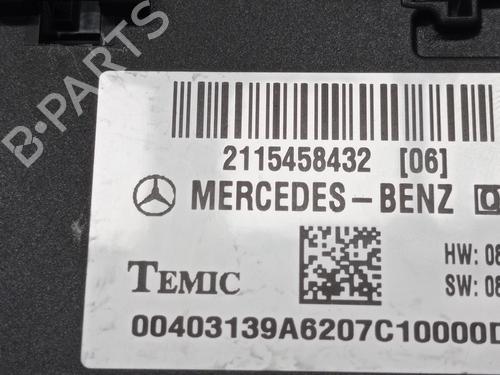 B-PARTS
2115458432 [06]
MERCEDES-BENZ
HW: 08
TEMIC
SW: 08
00403139A6207C10000D